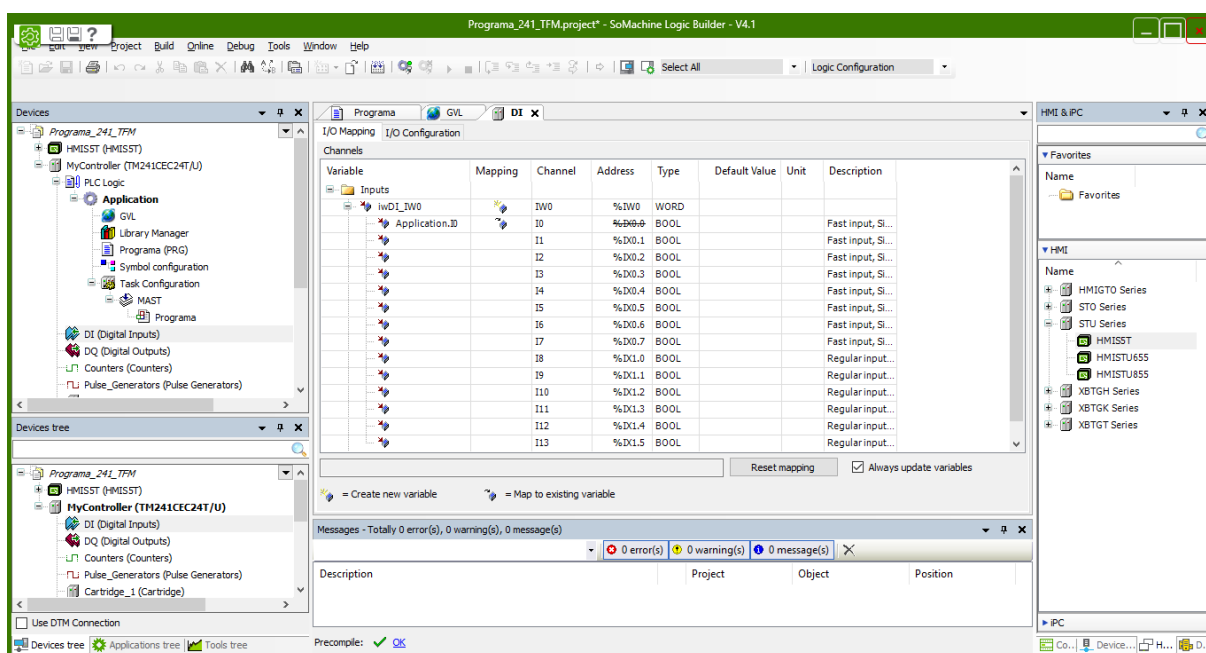 Programa_241_TFM.project* - SoMachine Logic Builder - V4.1
?
File Edit View Project Build Online Debug Tools Window Help
Select All Logic Configuration
Devices
Programa_241_TFM
HMIS5T (HMIS5T)
MyController (TM241CEC24T/U)
PLC Logic
Application
GVL
Library Manager
Programa (PRG)
Symbol configuration
Task Configuration
MAST
Programa
DI (Digital Inputs)
DQ (Digital Outputs)
Counters (Counters)
Pulse_Generators (Pulse Generators)
Devices tree
Programa_241_TFM
HMIS5T (HMIS5T)
MyController (TM241CEC24T/U)
DI (Digital Inputs)
DQ (Digital Outputs)
Counters (Counters)
Pulse_Generators (Pulse Generators)
Cartridge_1 (Cartridge)
Use DTM Connection
Devices tree Applications tree Tools tree
Programa GVL DI
I/O Mapping I/O Configuration
Channels
Variable Mapping Channel Address Type Default Value Unit Description
Inputs
iwDI_IW0 IW0 %IW0 WORD
Application.I0 I0 %IX0.0 BOOL Fast input, Si...
I1 %IX0.1 BOOL Fast input, Si...
I2 %IX0.2 BOOL Fast input, Si...
I3 %IX0.3 BOOL Fast input, Si...
I4 %IX0.4 BOOL Fast input, Si...
I5 %IX0.5 BOOL Fast input, Si...
I6 %IX0.6 BOOL Fast input, Si...
I7 %IX0.7 BOOL Fast input, Si...
I8 %IX1.0 BOOL Regular input...
I9 %IX1.1 BOOL Regular input...
I10 %IX1.2 BOOL Regular input...
I11 %IX1.3 BOOL Regular input...
I12 %IX1.4 BOOL Regular input...
I13 %IX1.5 BOOL Regular input...
Reset mapping Always update variables
= Create new variable = Map to existing variable
Messages - Totally 0 error(s), 0 warning(s), 0 message(s)
0 error(s) 0 warning(s) 0 message(s)
Description Project Object Position
Precompile: OK
HMI & iPC
Favorites
Name
Favorites
HMI
Name
HMIGTO Series
STO Series
STU Series
HMIS5T
HMISTU655
HMISTU855
XBTGH Series
XBTGK Series
XBTGT Series
iPC
Co... Device... H... D...